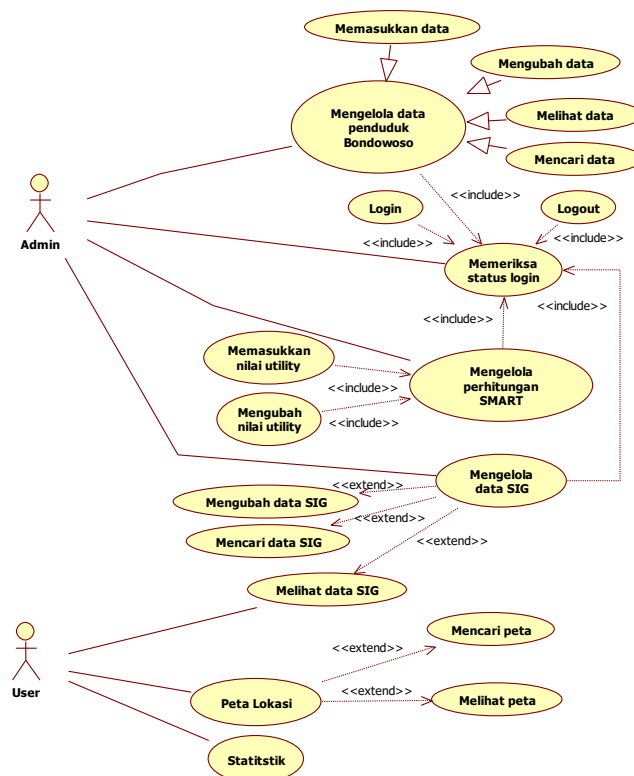 Memasukkan data
Mengubah data
Mengelola data
penduduk
Bondowoso
Melihat data
Mencari data
<<include>>
Login
Logout
<<include>>
<<include>>
Admin
Memeriksa
status login
<<include>>
<<include>>
Memasukkan
nilai utility
Mengelola
perhitungan
SMART
<<include>>
Mengubah
nilai utility
<<include>>
Mengelola
data SIG
<<extend>>
Mengubah data SIG
<<extend>>
Mencari data SIG
<<extend>>
Melihat data SIG
Mencari peta
<<extend>>
User
<<extend>>
Peta Lokasi
Melihat peta
Statitstik